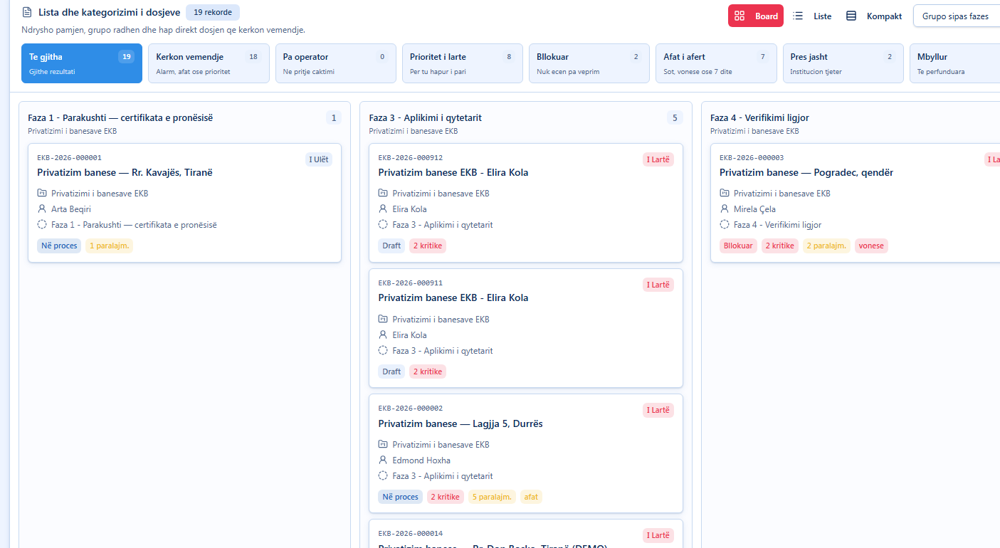 Lista dhe kategorizimi i dosjeve 19 rekorde
Ndrysho pamjen, grupo radhen dhe hap direkt dosjen qe kerkon vemendje.
Board Liste Kompakt Grupo sipas fazes
Te gjitha 19
Gjithe rezultati
Kerkon vemendje 18
Alarm, afat ose prioritet
Pa operator 0
Ne pritje caktimi
Prioritet i larte 8
Per tu hapur i pari
Bllokuar 2
Nuk ecen pa veprim
Afat i afert 7
Sot, vonese ose 7 dite
Pres jasht 2
Institucion tjeter
Mbyllur
Te perfunduara
Faza 1 - Parakushti — certifikata e pronësisë 1
Privatizimi i banesave EKB
EKB-2026-000001 I Ulët
Privatizim banese — Rr. Kavajës, Tiranë
Privatizimi i banesave EKB
Arta Beqiri
Faza 1 - Parakushti — certifikata e pronësisë
Në proces 1 paralajm.
Faza 3 - Aplikimi i qytetarit 5
Privatizimi i banesave EKB
EKB-2026-000912 I Lartë
Privatizim banese EKB - Elira Kola
Privatizimi i banesave EKB
Elira Kola
Faza 3 - Aplikimi i qytetarit
Draft 2 kritike
EKB-2026-000911 I Lartë
Privatizim banese EKB - Elira Kola
Privatizimi i banesave EKB
Elira Kola
Faza 3 - Aplikimi i qytetarit
Draft 2 kritike
EKB-2026-000002 I Lartë
Privatizim banese — Lagjja 5, Durrës
Privatizimi i banesave EKB
Edmond Hoxha
Faza 3 - Aplikimi i qytetarit
Në proces 2 kritike 5 paralajm. afat
EKB-2026-000014 I Lartë
Privatizim banese — Rr. Don Bosko, Tiranë (DEMO)
Faza 4 - Verifikimi ligjor
Privatizimi i banesave EKB
EKB-2026-000003 I La
Privatizim banese — Pogradec, qendër
Privatizimi i banesave EKB
Mirela Çela
Faza 4 - Verifikimi ligjor
Bllokuar 2 kritike 2 paralajm. vonese